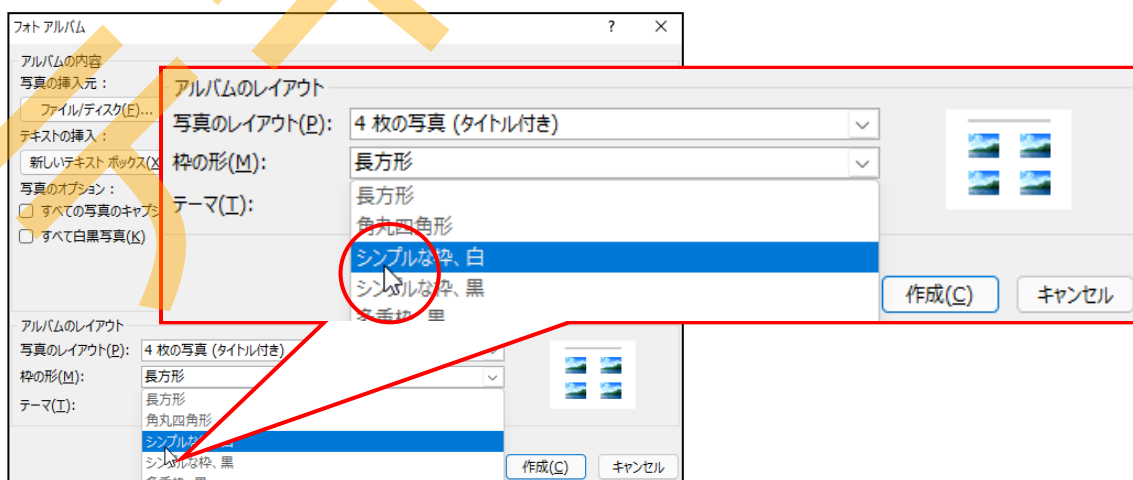 フォト アルバム ? ×
アルバムの内容
写真の挿入元：
ファイル/ディスク(F)...
テキストの挿入：
新しいテキスト ボックス(X
写真のオプション：
すべての写真のキャプシ
すべて白黒写真(K)
アルバムのレイアウト
写真のレイアウト(P): 4 枚の写真 (タイトル付き)
枠の形(M): 長方形
テーマ(T):
長方形
角丸四角形
シンプルな枠、白
シンプルな枠、黒
多重枠、黒
作成(C) キャンセル
アルバムのレイアウト
写真のレイアウト(P): 4 枚の写真 (タイトル付き)
枠の形(M): 長方形
テーマ(T):
長方形
角丸四角形
シンプルな
シンプルな枠、黒
作成(C) キャンセル